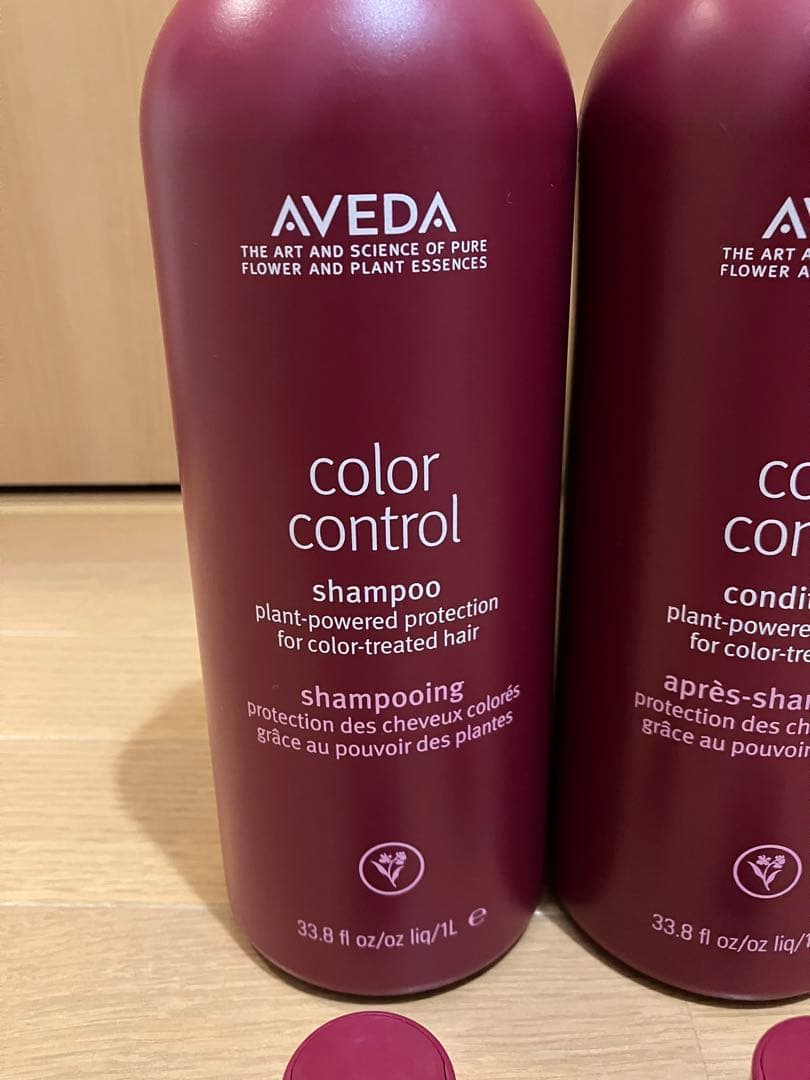 AVEDA
THE ART AND SCIENCE OF PURE
FLOWER AND PLANT ESSENCES
color
control
shampoo
plant-powered protection
for color-treated hair
shampooing
protection des cheveux colorés
grâce au pouvoir des plantes
33.8 fl oz/oz liq/1L ℮
THE ART
FLOWER
plant-powere
for color-tre
après-sha
protection des ch
grâce au pouvoir
33.8 fl oz/oz liq/1